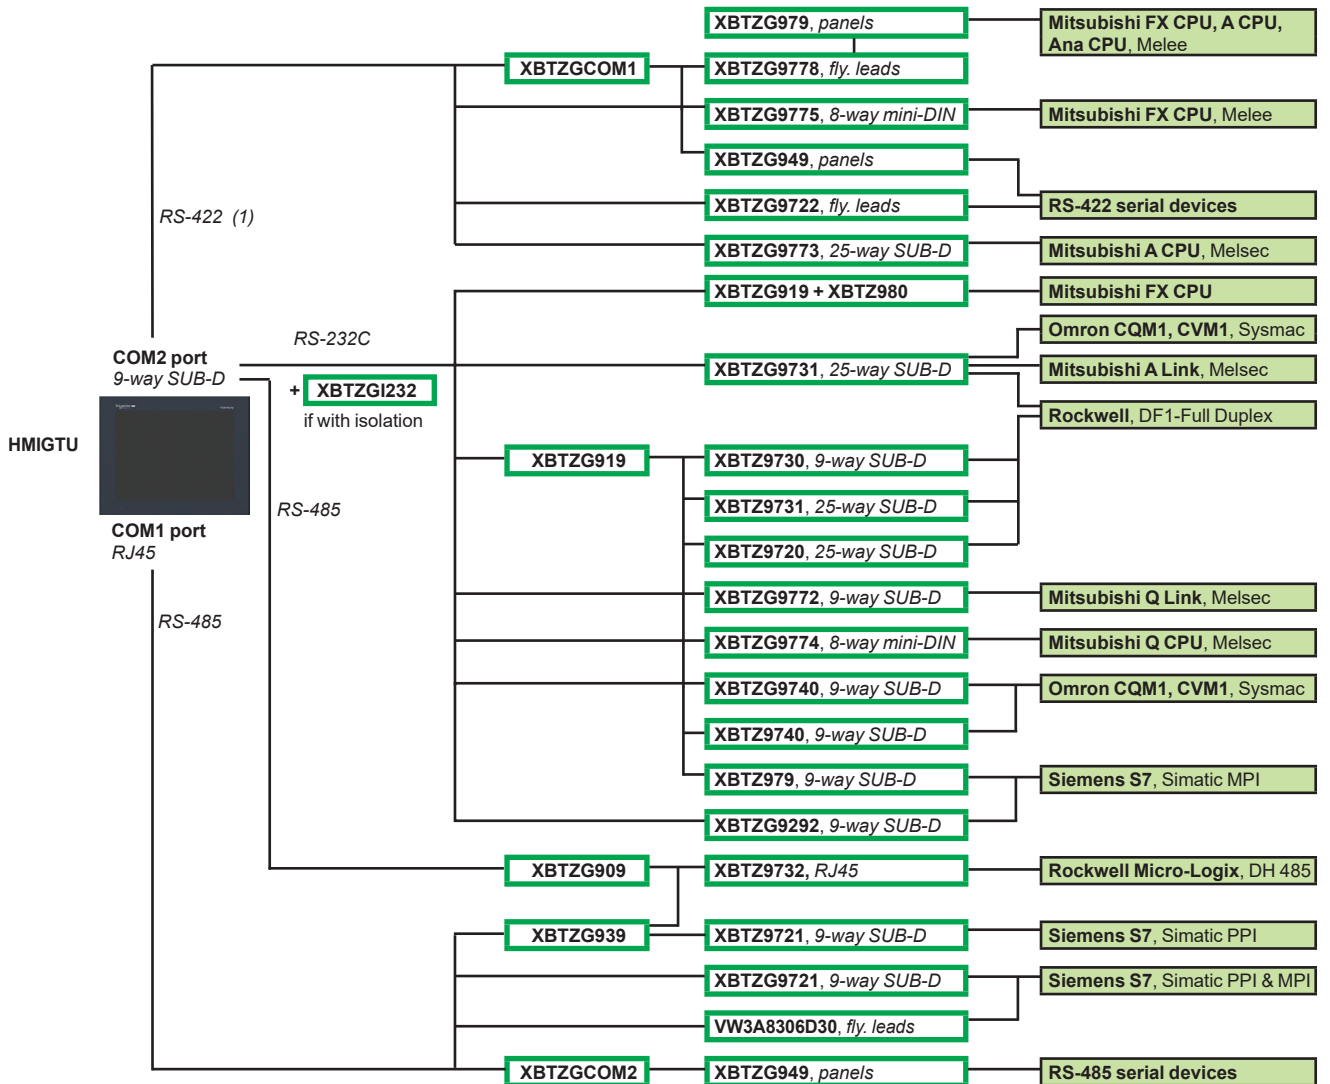 XBTZG979, panels
Mitsubishi FX CPU, A CPU,
Ana CPU, Melee
XBTZGCOM1
XBTZG9778, fly. leads
XBTZG9775, 8-way mini-DIN
Mitsubishi FX CPU, Melee
XBTZG949, panels
RS-422 (1)
XBTZG9722, fly. leads
RS-422 serial devices
XBTZG9773, 25-way SUB-D
Mitsubishi A CPU, Melsec
XBTZG919 + XBTZ980
Mitsubishi FX CPU
RS-232C
Omron CQM1, CVM1, Sysmac
COM2 port
9-way SUB-D
XBTZG9731, 25-way SUB-D
Mitsubishi A Link, Melsec
+ XBTZGI232
if with isolation
Rockwell, DF1-Full Duplex
HMIGTU
XBTZG919
XBTZ9730, 9-way SUB-D
RS-485
XBTZ9731, 25-way SUB-D
COM1 port
RJ45
XBTZ9720, 25-way SUB-D
XBTZG9772, 9-way SUB-D
Mitsubishi Q Link, Melsec
RS-485
XBTZG9774, 8-way mini-DIN
Mitsubishi Q CPU, Melsec
XBTZG9740, 9-way SUB-D
Omron CQM1, CVM1, Sysmac
XBTZ9740, 9-way SUB-D
XBTZ979, 9-way SUB-D
Siemens S7, Simatic MPI
XBTZG9292, 9-way SUB-D
XBTZG909
XBTZ9732, RJ45
Rockwell Micro-Logix, DH 485
XBTZG939
XBTZ9721, 9-way SUB-D
Siemens S7, Simatic PPI
XBTZG9721, 9-way SUB-D
Siemens S7, Simatic PPI & MPI
VW3A8306D30, fly. leads
XBTZGCOM2
XBTZG949, panels
RS-485 serial devices